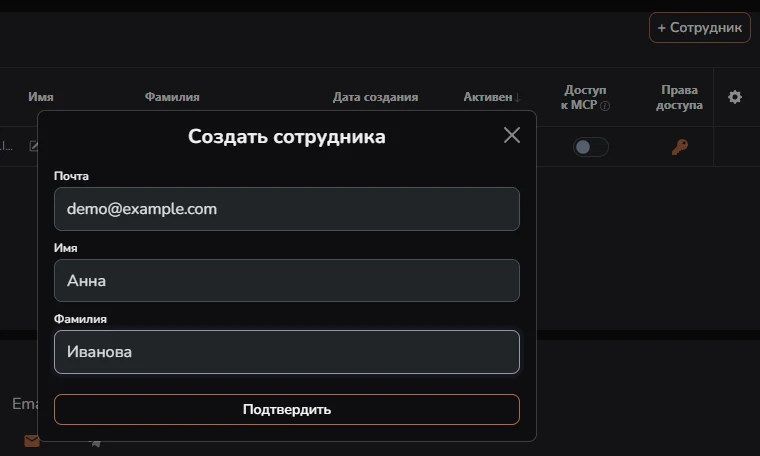 + Сотрудник
Имя Фамилия Дата создания Активен↓ Доступ к MCP Права доступа
Создать сотрудника
Почта
demo@example.com
Имя
Анна
Фамилия
Иванова
Подтвердить